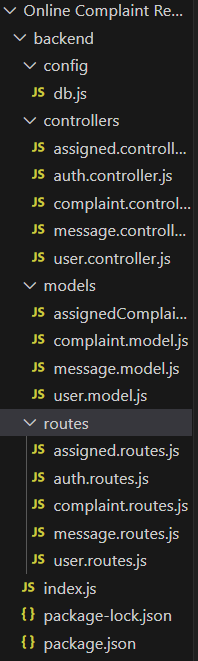 Online Complaint Re...
backend
config
JS db.js
controllers
JS assigned.controll...
JS auth.controller.js
JS complaint.control...
JS message.controll...
JS user.controller.js
models
JS assignedComplai...
JS complaint.model.js
JS message.model.js
JS user.model.js
routes
JS assigned.routes.js
JS auth.routes.js
JS complaint.routes.js
JS message.routes.js
JS user.routes.js
JS index.js
{} package-lock.json
{} package.json